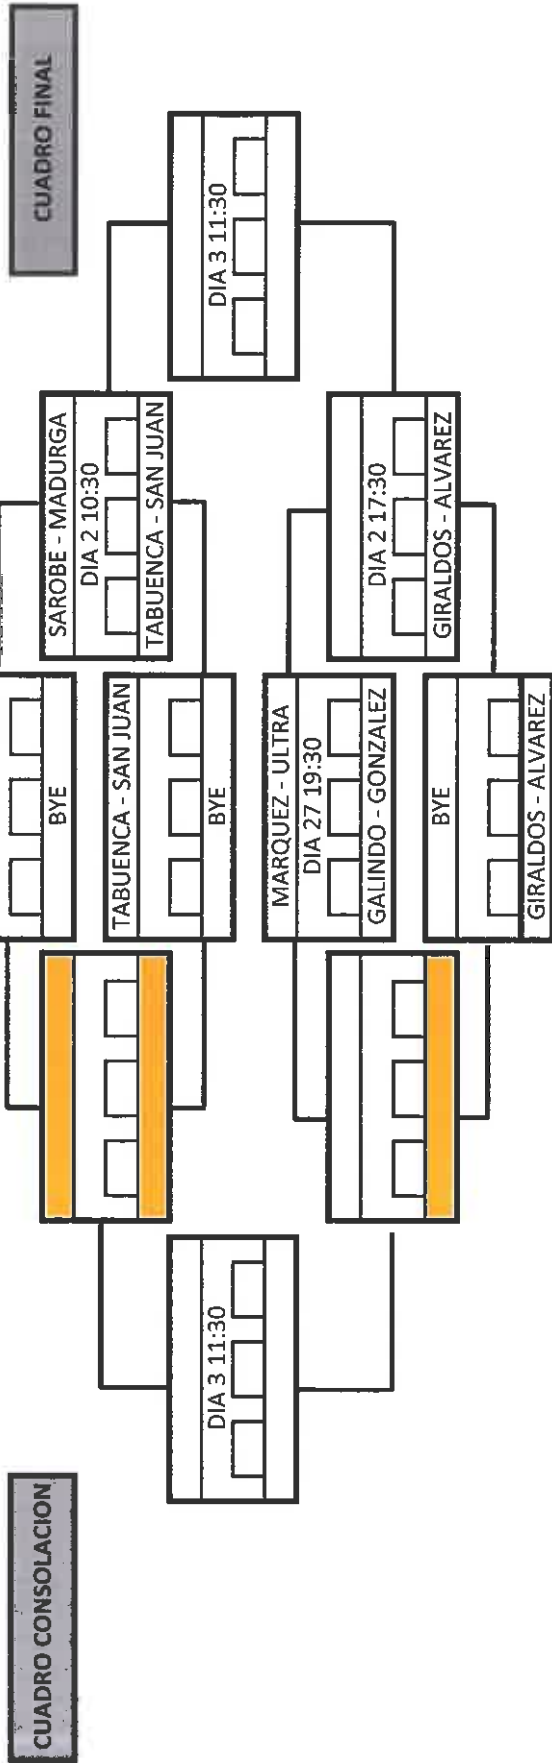 CUADRO CONSOLACION
CUADRO FINAL
BYE
SAROBE - MADURGA
DIA 2 10:30
TABUENCA - SAN JUAN
TABUENCA - SAN JUAN
DIA 3 11:30
BYE
DIA 3 11:30
MARQUEZ - ULTRA
DIA 27 19:30
GALINDO - GONZALEZ
DIA 2 17:30
BYE
GIRALDOS - ALVAREZ
GIRALDOS - ALVAREZ